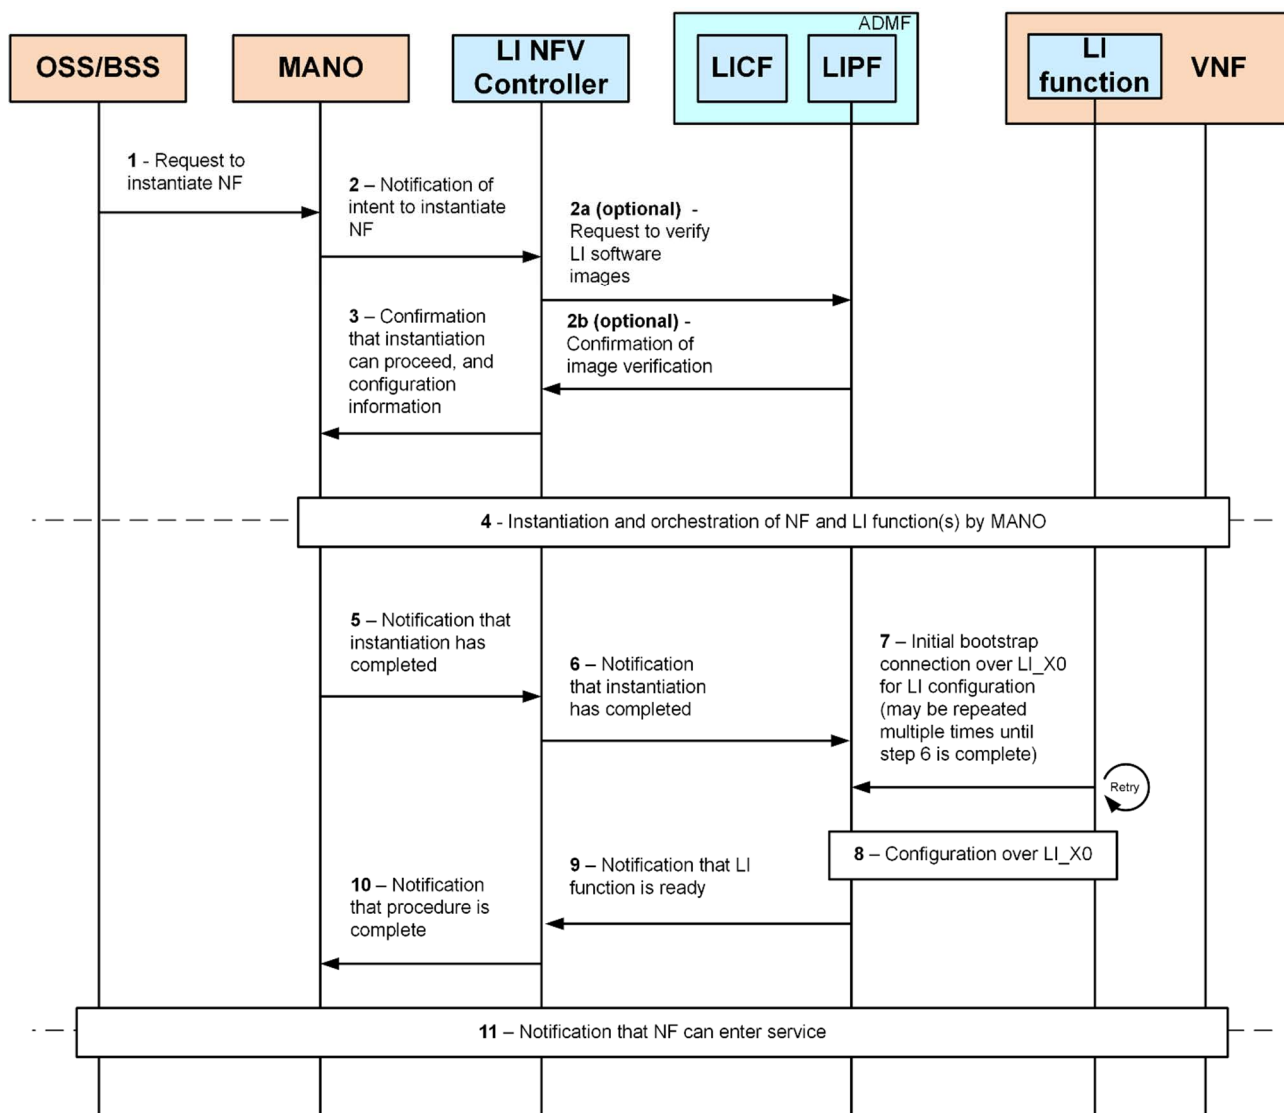 ADMF
OSS/BSS
MANO
LI NFV
Controller
LICF
LIPF
LI
function
VNF
1 - Request to
instantiate NF
2 – Notification of
intent to instantiate
NF
2a (optional) -
Request to verify
LI software
images
3 – Confirmation
that instantiation
can proceed, and
configuration
information
2b (optional) -
Confirmation of
image verification
4 - Instantiation and orchestration of NF and LI function(s) by MANO
5 – Notification that
instantiation has
completed
6 – Notification
that instantiation
has completed
7 – Initial bootstrap
connection over LI_X0
for LI configuration
(may be repeated
multiple times until
step 6 is complete)
Retry
8 – Configuration over LI_X0
9 – Notification that LI
function is ready
10 – Notification
that procedure is
complete
11 – Notification that NF can enter service